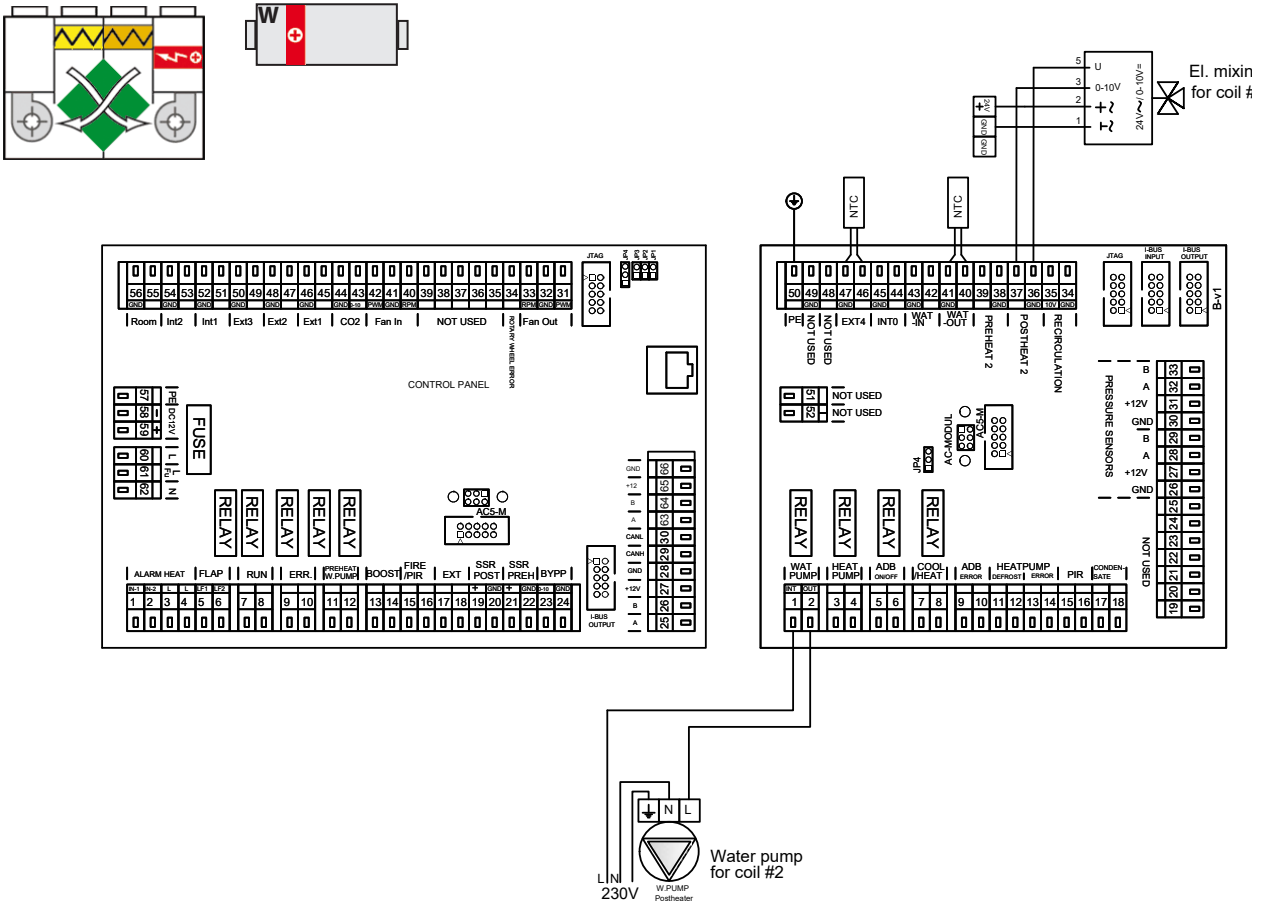 W
5 U
3 0-10V
2 +~
1
24V~/ 0-10V=
El. mixin
for coil #
+ 24V
GND
GND
NTC
NTC
JTAG
JP4 JP3 JP2 JP1
56 55 54 53 52 51 50 49 48 47 46 45 44 43 42 41 40 39 38 37 36 35 34 33 32 31
GND GND GND GND GND GND GND 0-10 PWM GND RPM RPM GND PWM
Room Int2 Int1 Ext3 Ext2 Ext1 CO2 Fan In NOT USED ROTARY WHEEL ERROR Fan Out
CONTROL PANEL
57 58 59
PE DC12V - +
FUSE
60 61 62
L Fu L N
RELAY RELAY RELAY RELAY RELAY
AC5-M
GND 66
+12 65
B 64
A 63
CANL 30
CANH 29
GND 28
+12V 27
B 26
A 25
I-BUS
OUTPUT
ALARM HEAT FLAP RUN ERR. PREHEAT
W.PUMP BOOST FIRE
/PIR EXT SSR
POST SSR
PREH BYPP
IN-1 IN-2 L L LF1 LF2 + GND + GND 0-10 GND
1 2 3 4 5 6 7 8 9 10 11 12 13 14 15 16 17 18 19 20 21 22 23 24
50 49 48 47 46 45 44 43 42 41 40 39 38 37 36 35 34
GND GND GND GND GND GND GND 10V GND
PE NOT USED NOT USED EXT4 INT0 WAT
-IN WAT
-OUT PREHEAT 2 POSTHEAT 2 RECIRCULATION
JTAG
I-BUS
INPUT
I-BUS
OUTPUT
B-v1
51 NOT USED
52 NOT USED
AC-MODUL
AC5-M
JP4
PRESSURE SENSORS
B 33
A 32
+12V 31
GND 30
B 29
A 28
+12V 27
GND 26
25
24
23
22
21
20
19
NOT USED
RELAY RELAY RELAY RELAY
WAT
PUMP HEAT
PUMP ADB
ON/OFF COOL
/HEAT ADB
ERROR HEATPUMP
DEFROST ERROR PIR CONDEN-
SATE
INT OUT
1 2 3 4 5 6 7 8 9 10 11 12 13 14 15 16 17 18
N L
L N
230V
W.PUMP
Postheater
Water pump
for coil #2